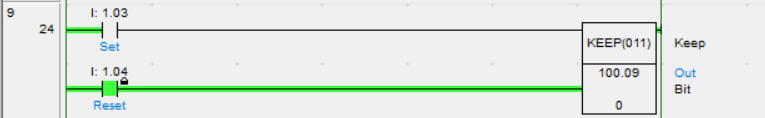 9
24
I: 1.03
Set
KEEP(011)
Keep
I: 1.04
Reset
100.09
Out
Bit
0